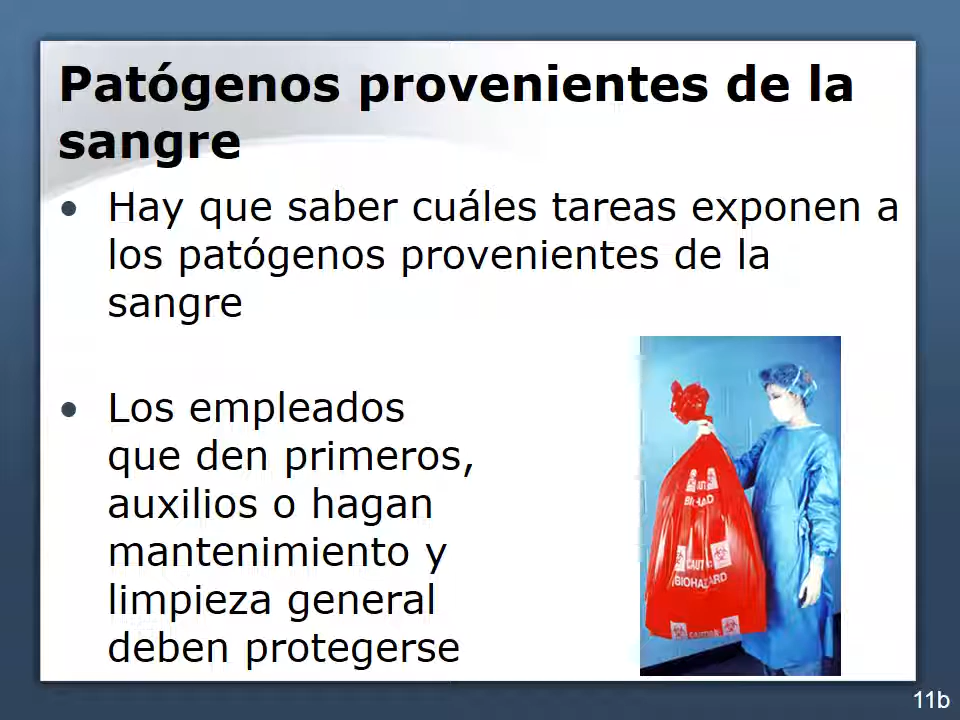 Patógenos provenientes de la
sangre
• Hay que saber cuáles tareas exponen a
los patógenos provenientes de la
sangre
• Los empleados
que den primeros,
auxilios o hagan
mantenimiento y
limpieza general
deben protegerse
BIOHAZARD
CAUTION
11b